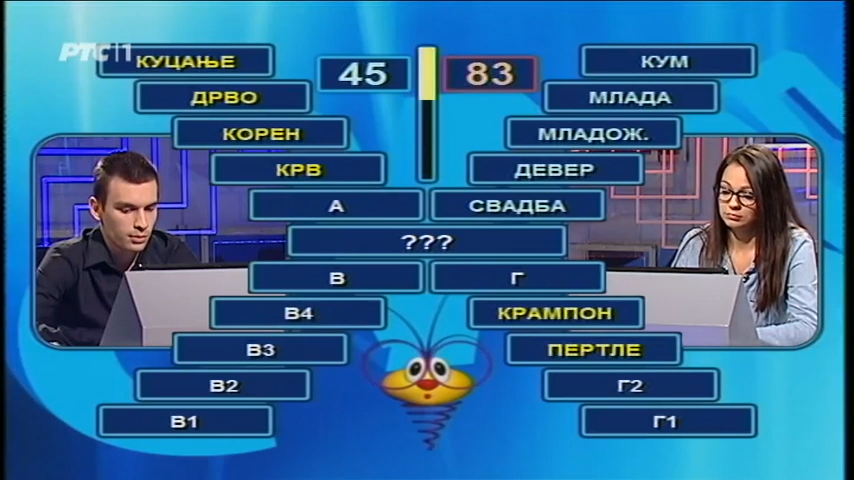 РТС 1
КУЦАЊЕ 45 83 КУМ
ДРВО МЛАДА
КОРЕН МЛАДОЖ.
КРВ ДЕВЕР
А СВАДБА
???
В Г
В4 КРАМПОН
В3 ПЕРТЛЕ
В2 Г2
В1 Г1